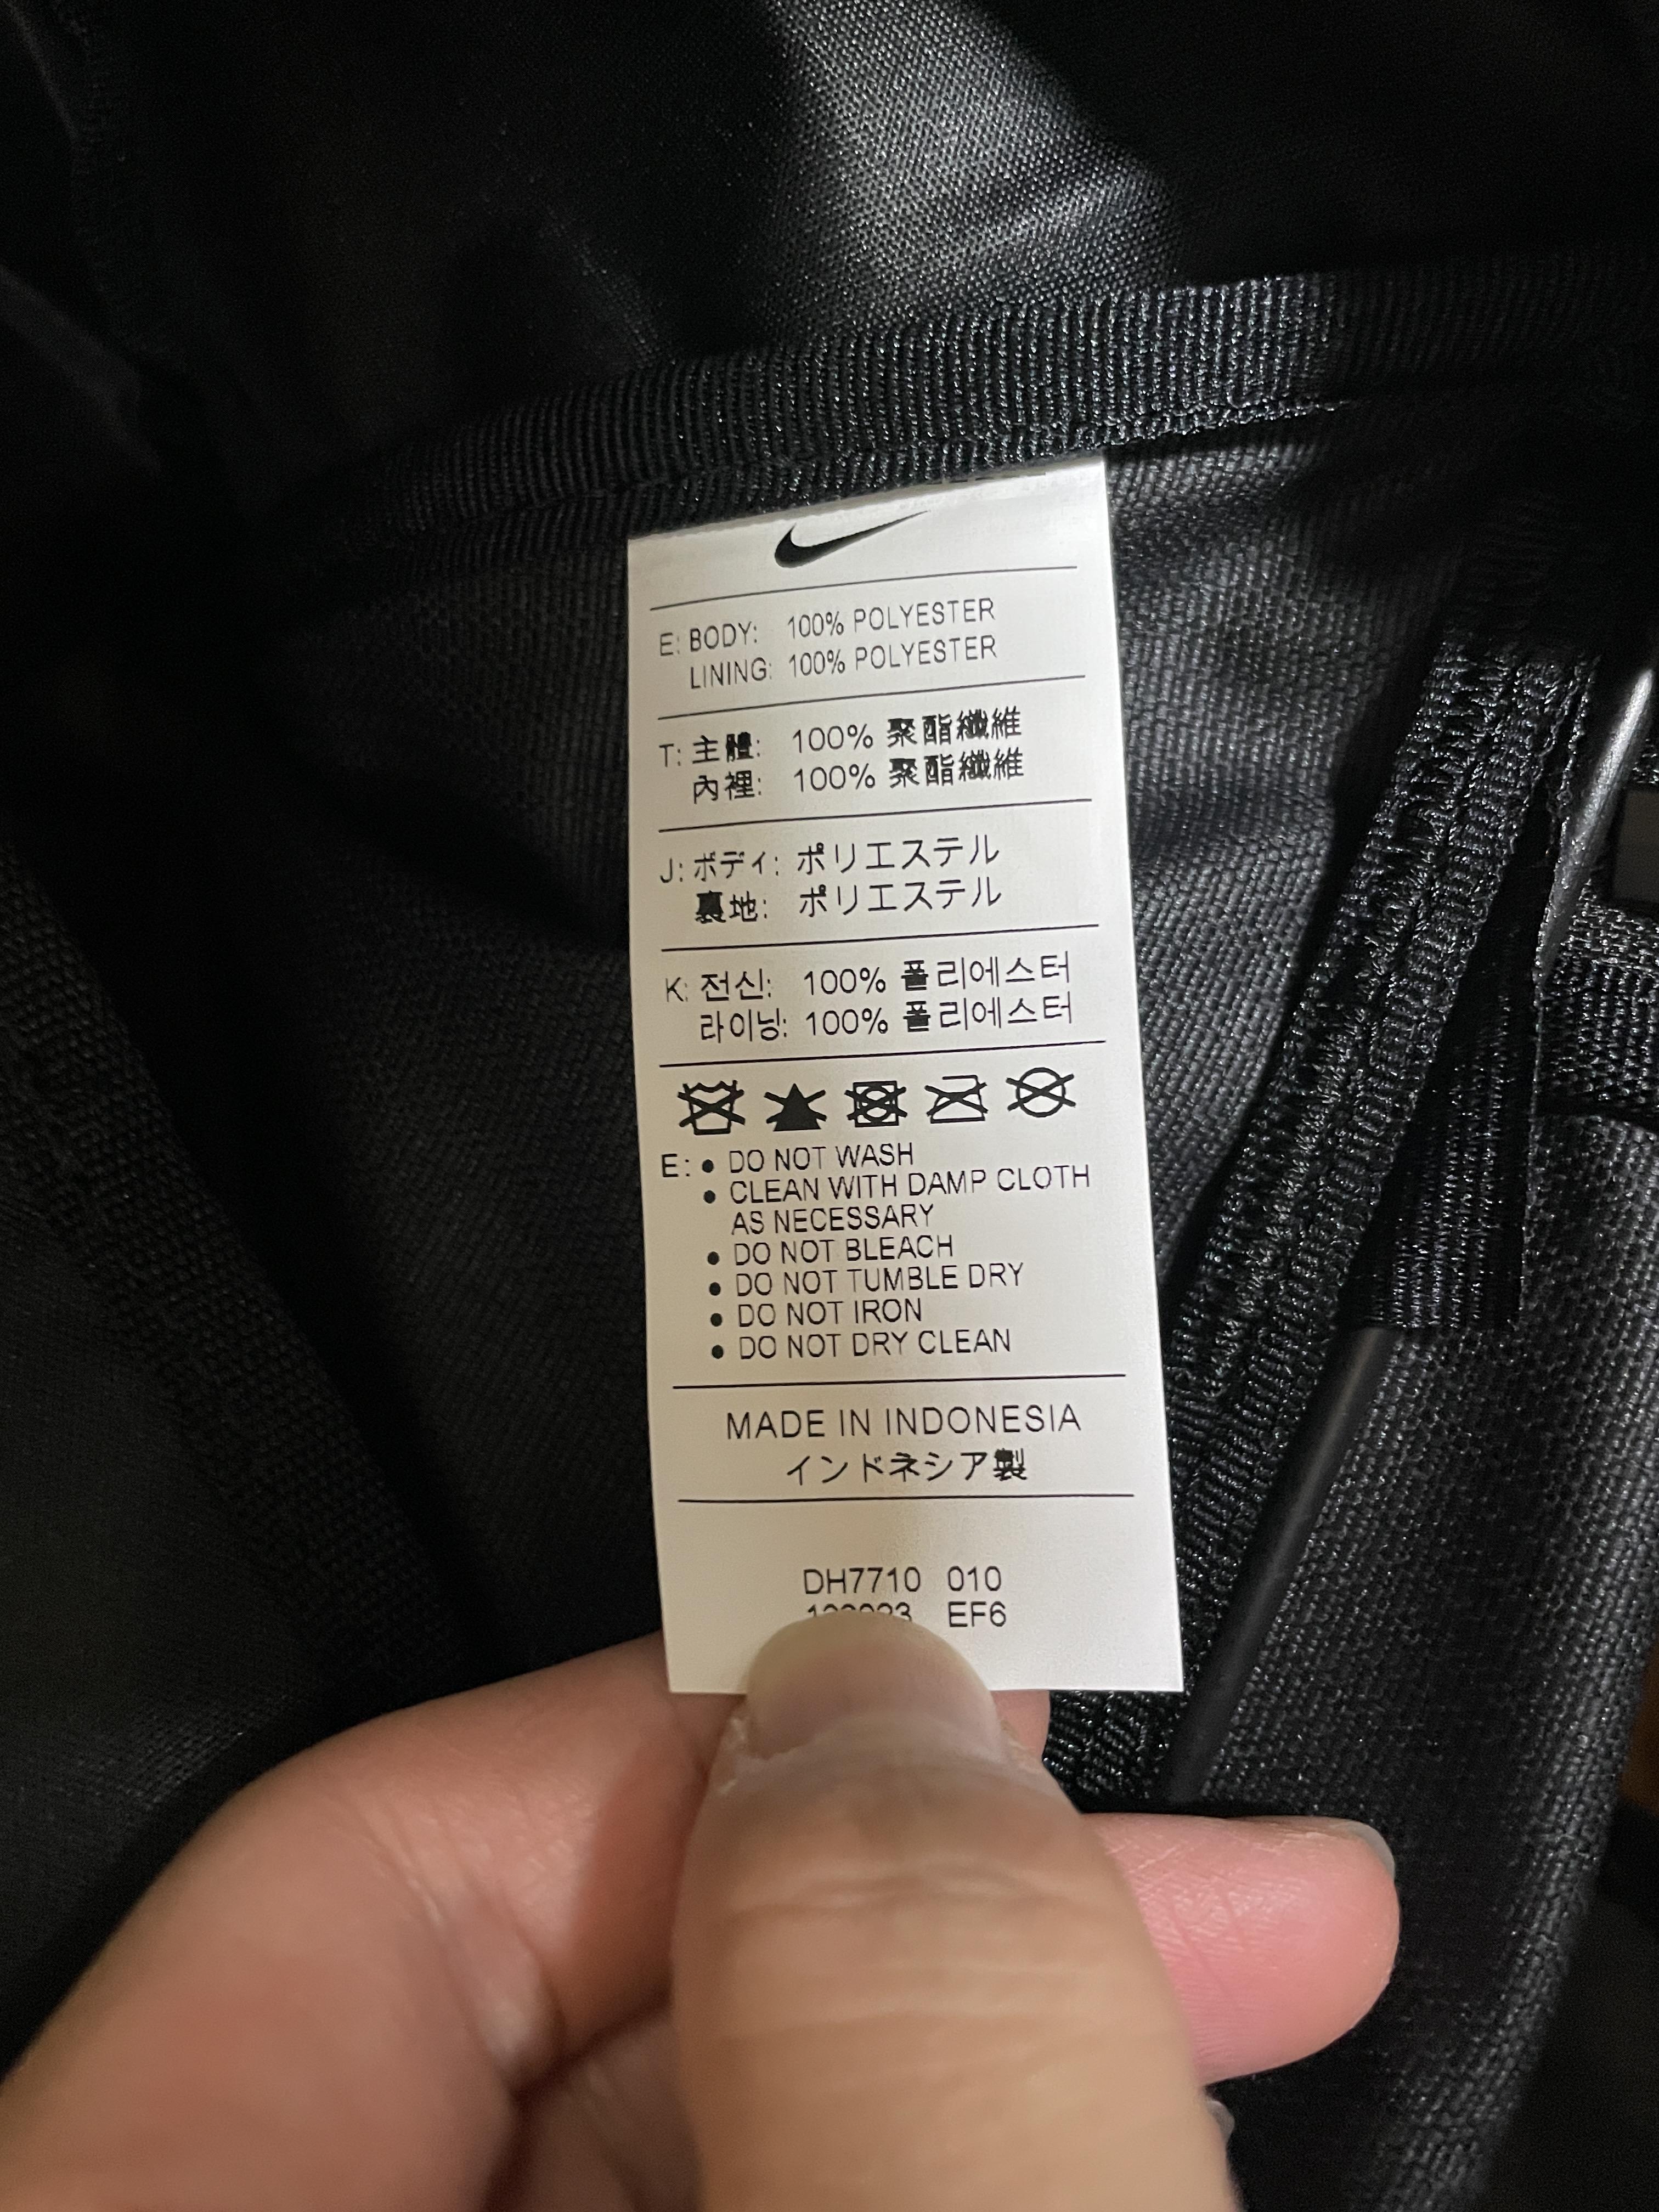 E: BODY: 100% POLYESTER
LINING: 100% POLYESTER
T: 主體: 100% 聚酯纖維
內裡: 100% 聚酯纖維
J: ボディ: ポリエステル
裏地: ポリエステル
K: 전신: 100% 폴리에스터
라이닝: 100% 폴리에스터
E: • DO NOT WASH
• CLEAN WITH DAMP CLOTH
AS NECESSARY
• DO NOT BLEACH
• DO NOT TUMBLE DRY
• DO NOT IRON
• DO NOT DRY CLEAN
MADE IN INDONESIA
インドネシア製
DH7710 010
EF6